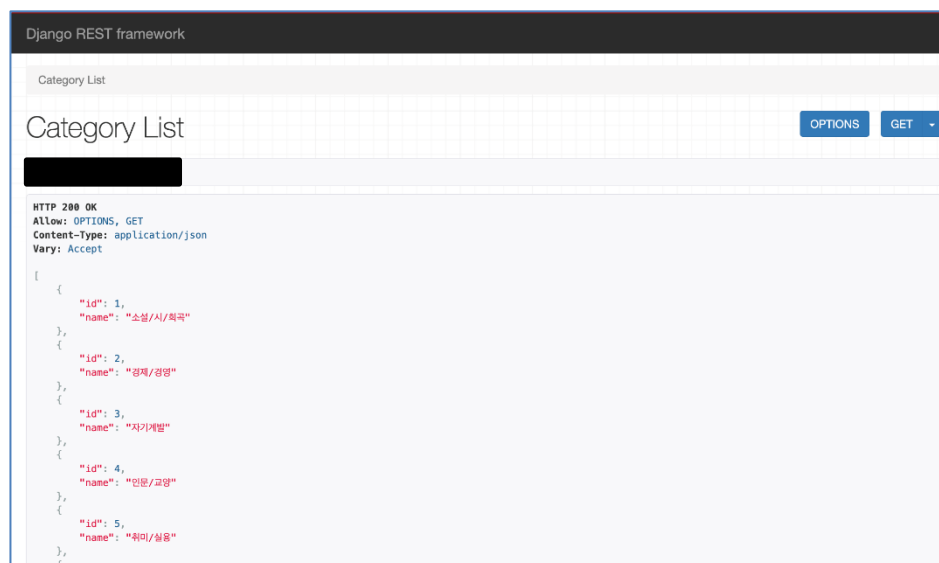 Django REST framework
Category List
Category List
OPTIONS
GET
HTTP 200 OK
Allow: OPTIONS, GET
Content-Type: application/json
Vary: Accept
[
{
"id": 1,
"name": "소설/시/희곡"
},
{
"id": 2,
"name": "경제/경영"
},
{
"id": 3,
"name": "자기계발"
},
{
"id": 4,
"name": "인문/교양"
},
{
"id": 5,
"name": "취미/실용"
},
{